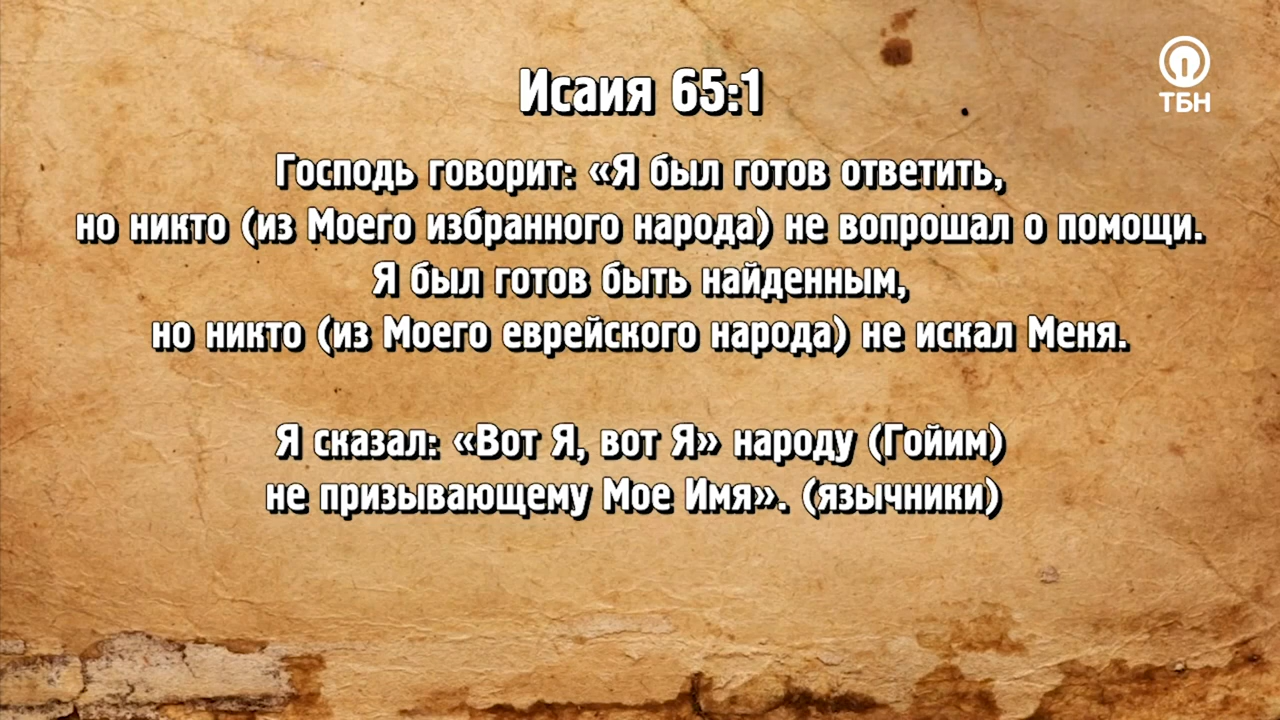 Исаия 65:1
ТБН
Господь говорит: «Я был готов ответить,
но никто (из Моего избранного народа) не вопрошал о помощи.
Я был готов быть найденным,
но никто (из Моего еврейского народа) не искал Меня.
Я сказал: «Вот Я, вот Я» народу (Гойим)
не призывающему Мое Имя». (язычники)